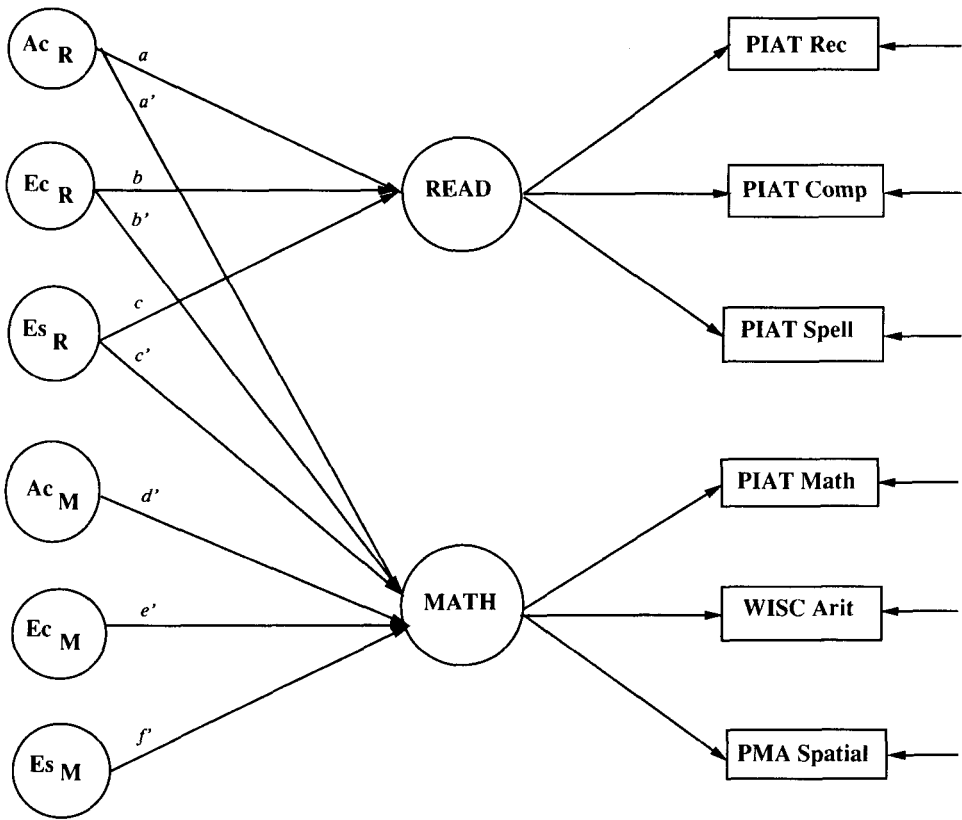 Ac R
a
a'
PIAT Rec
Ec R
b
b'
READ
PIAT Comp
Es R
c
c'
PIAT Spell
Ac M
d'
PIAT Math
MATH
WISC Arit
Ec M
e'
Es M
f'
PMA Spatial